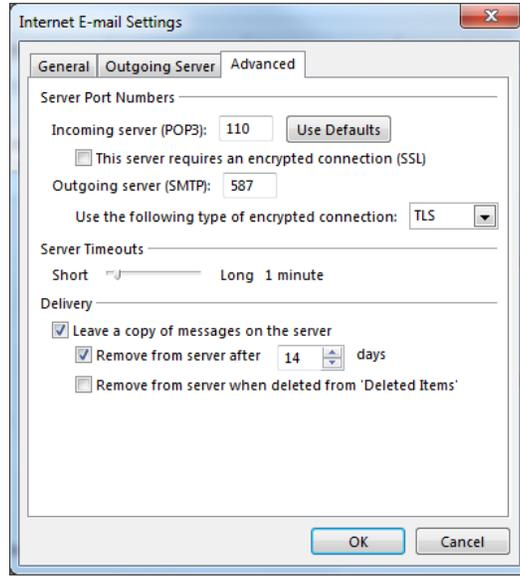 Internet E-mail Settings
X
General Outgoing Server Advanced
Server Port Numbers
Incoming server (POP3): 110 Use Defaults
This server requires an encrypted connection (SSL)
Outgoing server (SMTP): 587
Use the following type of encrypted connection: TLS
Server Timeouts
Short Long 1 minute
Delivery
Leave a copy of messages on the server
Remove from server after 14 days
Remove from server when deleted from 'Deleted Items'
OK Cancel